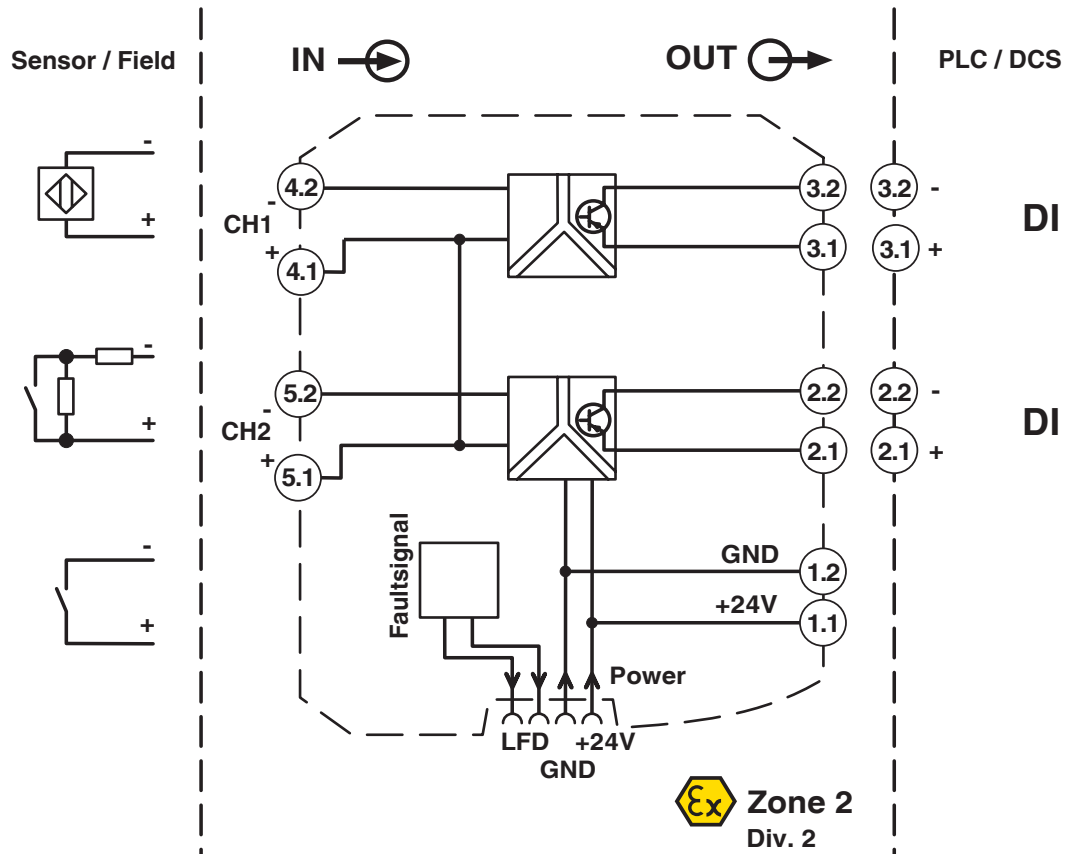 Sensor / Field
IN
OUT
PLC / DCS
-
+
4.2
-
CH1
+
4.1
3.2
3.1
3.2 -
3.1 +
DI
-
+
5.2
-
CH2
+
5.1
2.2
2.1
2.2 -
2.1 +
DI
-
+
Faultsignal
GND
1.2
+24V
1.1
Power
LFD
+24V
GND
Ex
Zone 2
Div. 2